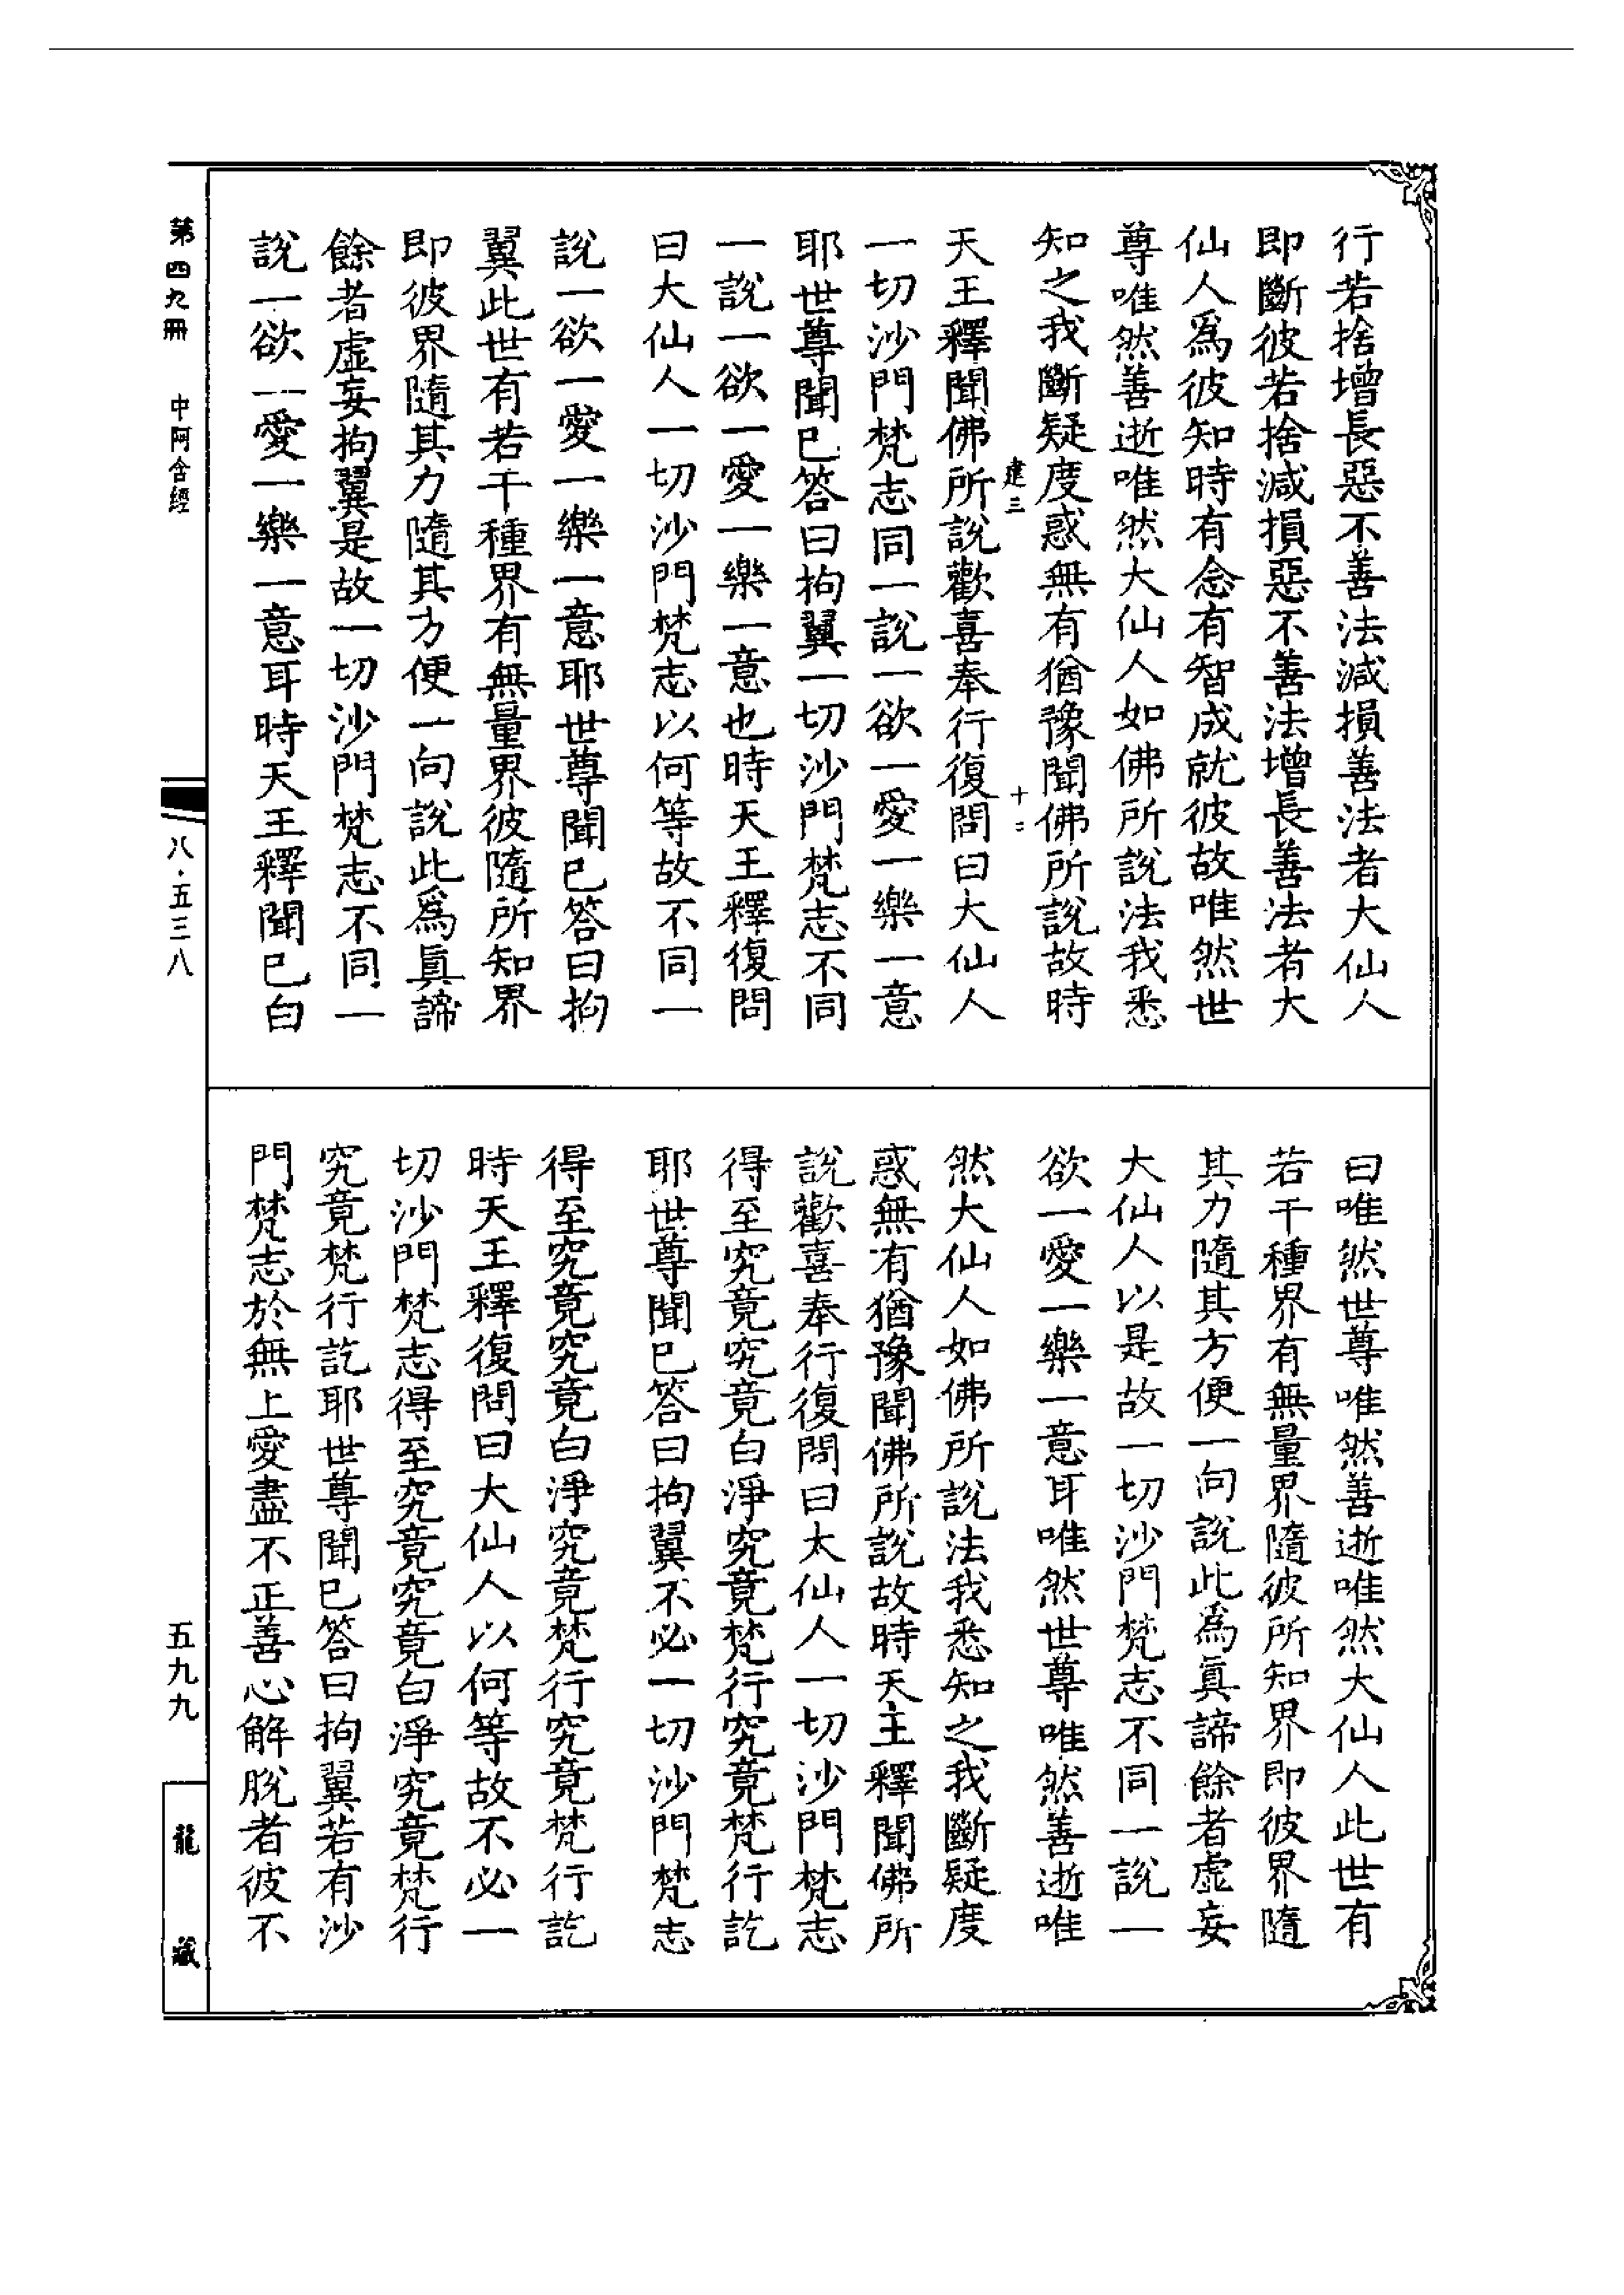 行若捨增長惡不善法減損善法者大仙人
即斷彼若捨減損惡不善法增長善法者大
仙人為彼知時有念有智成就彼故唯然世
尊唯然善逝唯然大仙人如佛所說法我悉
知之我斷疑度惑無有猶豫聞佛所說故時
建三
十二
天王釋聞佛所說歡喜奉行復問曰大仙人
一切沙門梵志同一說一欲一愛一樂一意
耶世尊聞已答曰拘翼一切沙門梵志不同
一說一欲一愛一樂一意也時天王釋復問
曰大仙人一切沙門梵志以何等故不同一
說一欲一愛一樂一意耶世尊聞已答曰拘
翼此世有若干種界有無量界彼隨所知界
即彼界隨其力隨其方便一向說此為眞諦
餘者虛妄拘翼是故一切沙門梵志不同一
說一欲一愛一樂一意耳時天王釋聞已白
曰唯然世尊唯然善逝唯然大仙人此世有
若干種界有無量界隨彼所知界即彼界隨
其力隨其方便一向說此為眞諦餘者虛妄
大仙人以是故一切沙門梵志不同一說一
欲一愛一樂一意耳唯然世尊唯然善逝唯
然大仙人如佛所說法我悉知之我斷疑度
惑無有猶豫聞佛所說故時天主釋聞佛所
說歡喜奉行復問曰太仙人一切沙門梵志
得至究竟究竟白淨究竟梵行究竟梵行訖
耶世尊聞已答曰拘翼不必一切沙門梵志
得至究竟究竟白淨究竟梵行究竟梵行訖
時天王釋復問曰大仙人以何等故不必一
切沙門梵志得至究竟究竟白淨究竟梵行
究竟梵行訖耶世尊聞已答曰拘翼若有沙
門梵志於無上愛盡不正善心解脫者彼不
第四九冊
中阿含經
八·五三八
五九九
龍藏